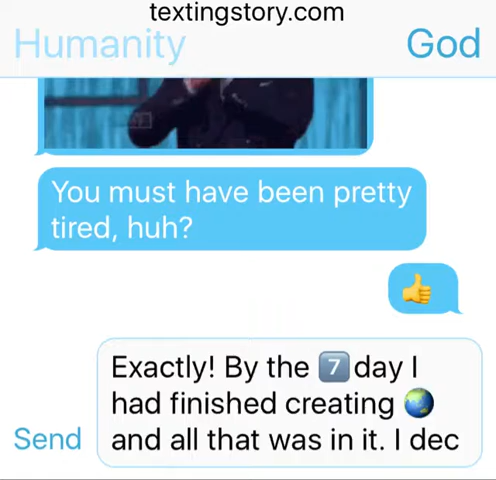 textingstory.com
Humanity
God
You must have been pretty
tired, huh?
👍
Exactly! By the 7️⃣ day I
had finished creating 🌏
and all that was in it. I dec
Send